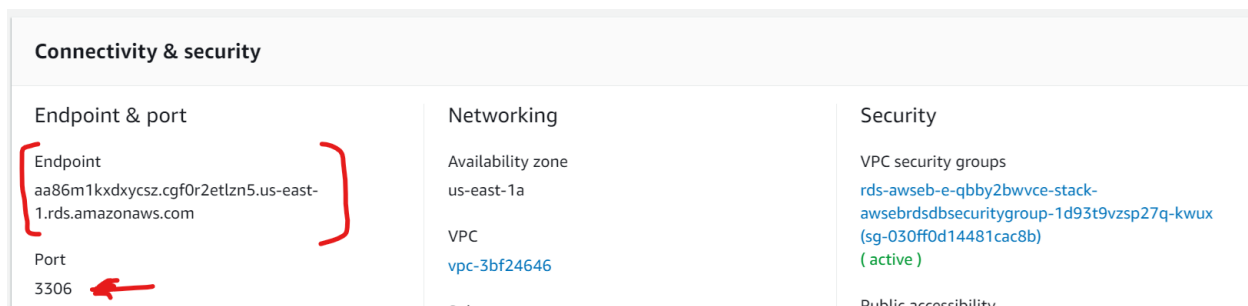 Connectivity & security
Endpoint & port
Endpoint
aa86m1kxdxycsz.cgf0r2etlzn5.us-east-
1.rds.amazonaws.com
Port
3306
Networking
Availability zone
us-east-1a
VPC
vpc-3bf24646
Security
VPC security groups
rds-awseb-e-qbby2bwvce-stack-
awsebrdsdbsecuritygroup-1d93t9vzsp27q-kwux
(sg-030ff0d14481cac8b)
( active )
Public accessibility